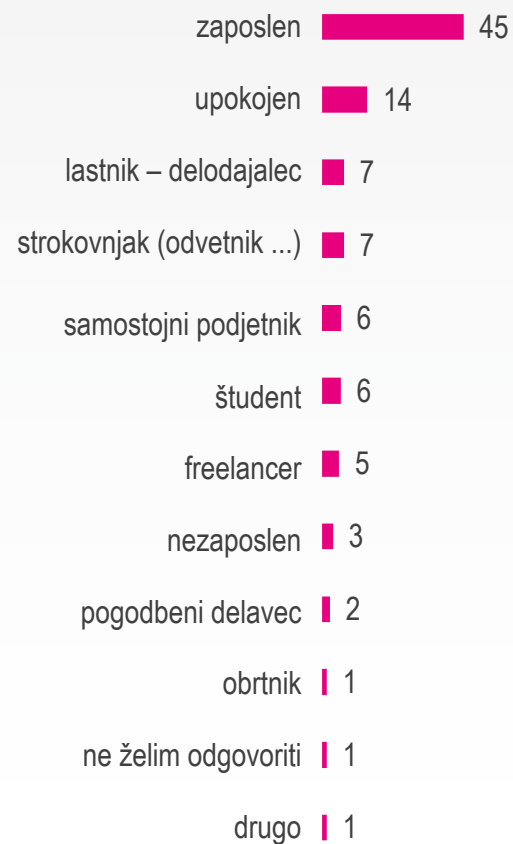 zaposlen 45
upokojen 14
lastnik – delodajalec 7
strokovnjak (odvetnik ...) 7
samostojni podjetnik 6
študent 6
freelancer 5
nezaposlen 3
pogodbeni delavec 2
obrtnik 1
ne želim odgovoriti 1
drugo 1